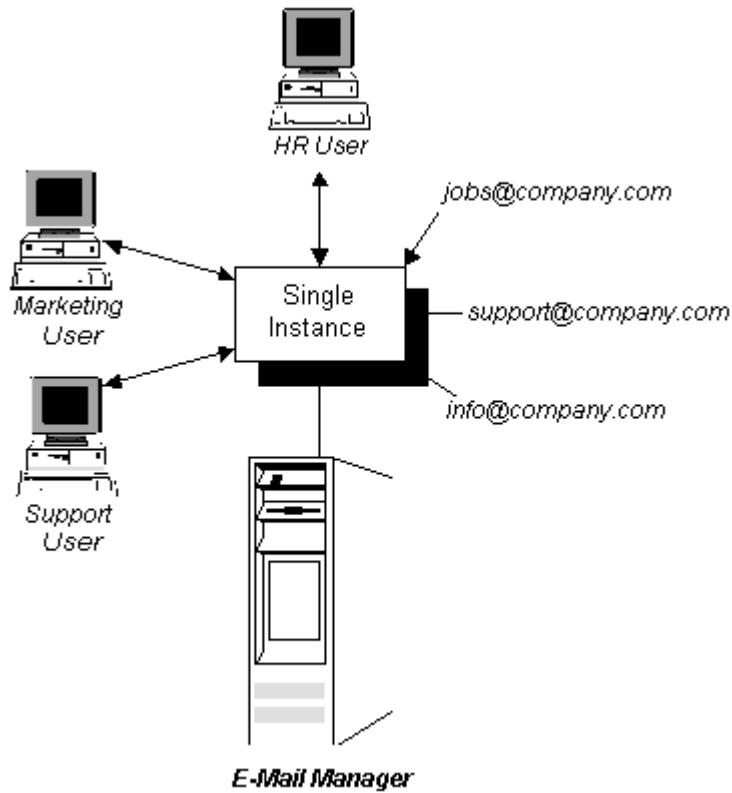 HR User
jobs@company.com
Marketing
User
Single
Instance
support@company.com
info@company.com
Support
User
E-Mail Manager